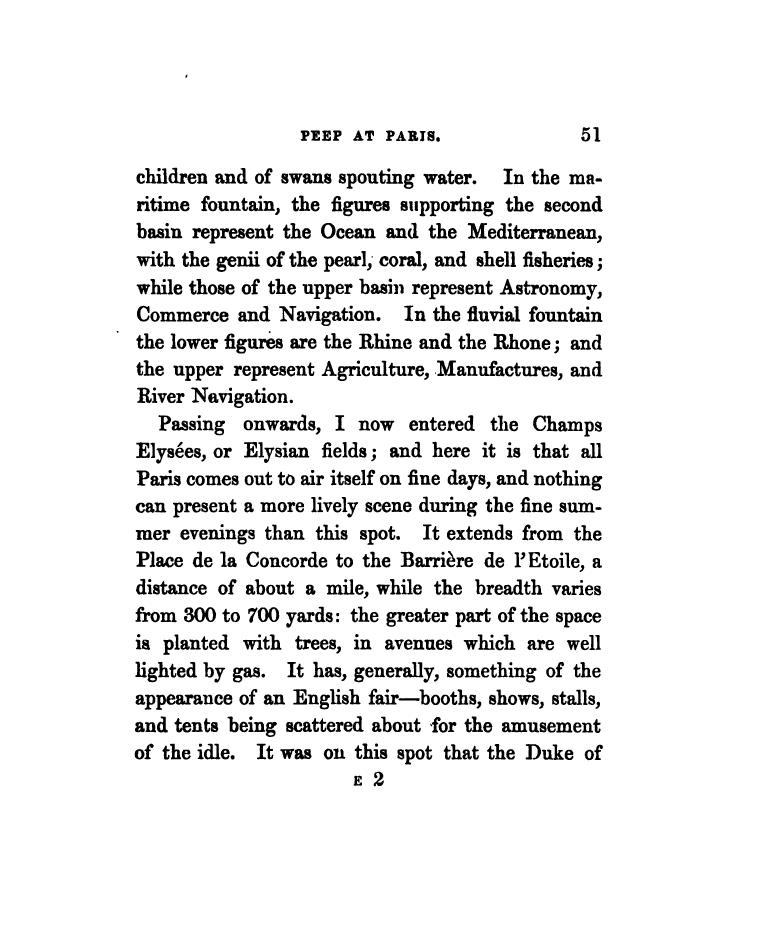 PEEP AT PARIS. 51
children and of swans spouting water. In the ma-
ritime fountain, the figures supporting the second
basin represent the Ocean and the Mediterranean,
with the genii of the pearl, coral, and shell fisheries;
while those of the upper basin represent Astronomy,
Commerce and Navigation. In the fluvial fountain
the lower figures are the Rhine and the Rhone; and
the upper represent Agriculture, Manufactures, and
River Navigation.
Passing onwards, I now entered the Champs
Elysées, or Elysian fields; and here it is that all
Paris comes out to air itself on fine days, and nothing
can present a more lively scene during the fine sum-
mer evenings than this spot. It extends from the
Place de la Concorde to the Barrière de l'Etoile, a
distance of about a mile, while the breadth varies
from 300 to 700 yards: the greater part of the space
is planted with trees, in avenues which are well
lighted by gas. It has, generally, something of the
appearance of an English fair—booths, shows, stalls,
and tents being scattered about for the amusement
of the idle. It was on this spot that the Duke of
E 2